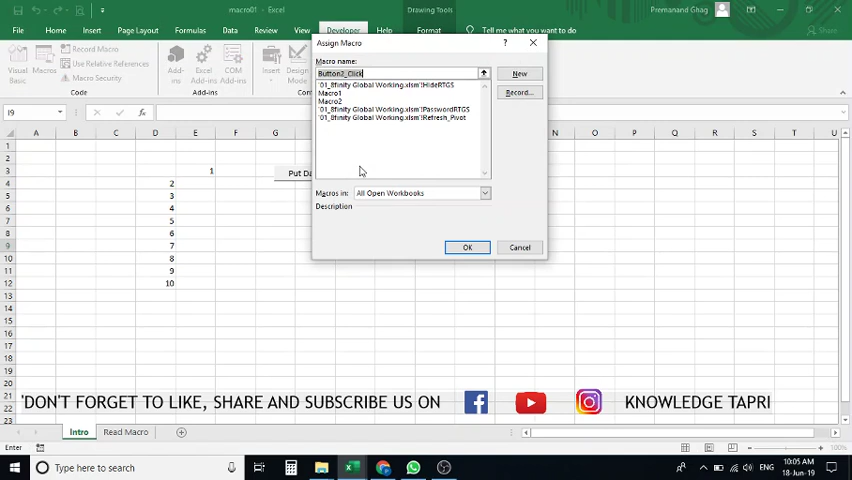 macro01 - Excel
Drawing Tools
Premanand Ghag
File
Home
Insert
Page Layout
Formulas
Data
Review
View
Developer
Help
Format
Tell me what you want to do
Share
Visual Basic
Macros
Record Macro
Use Relative References
Macro Security
Code
Add-ins
Excel Add-ins
COM Add-ins
Add-ins
Insert
Design Mode
Assign Macro
?
Macro name:
Button2_Click
New
Record...
'01_8finity Global Working.xlsm'!HideRTGS
Macro1
Macro2
'01_8finity Global Working.xlsm'!PasswordRTGS
'01_8finity Global Working.xlsm'!Refresh_Pivot
Macros in:
All Open Workbooks
Description
OK
Cancel
I9
fx
A B C D E F G N O P Q R S T U
1
2
3 1 Put Da
4 2
5 3
6 4
7 5
8 6
9 7
10 8
11 9
12 10
13
14
15
16
17
18
19
20
21
22
23
'DON'T FORGET TO LIKE, SHARE AND SUBSCRIBE US ON
KNOWLEDGE TAPRI
Intro
Read Macro
Enter
100%
Type here to search
ENG
10:05 AM
18-Jun-19